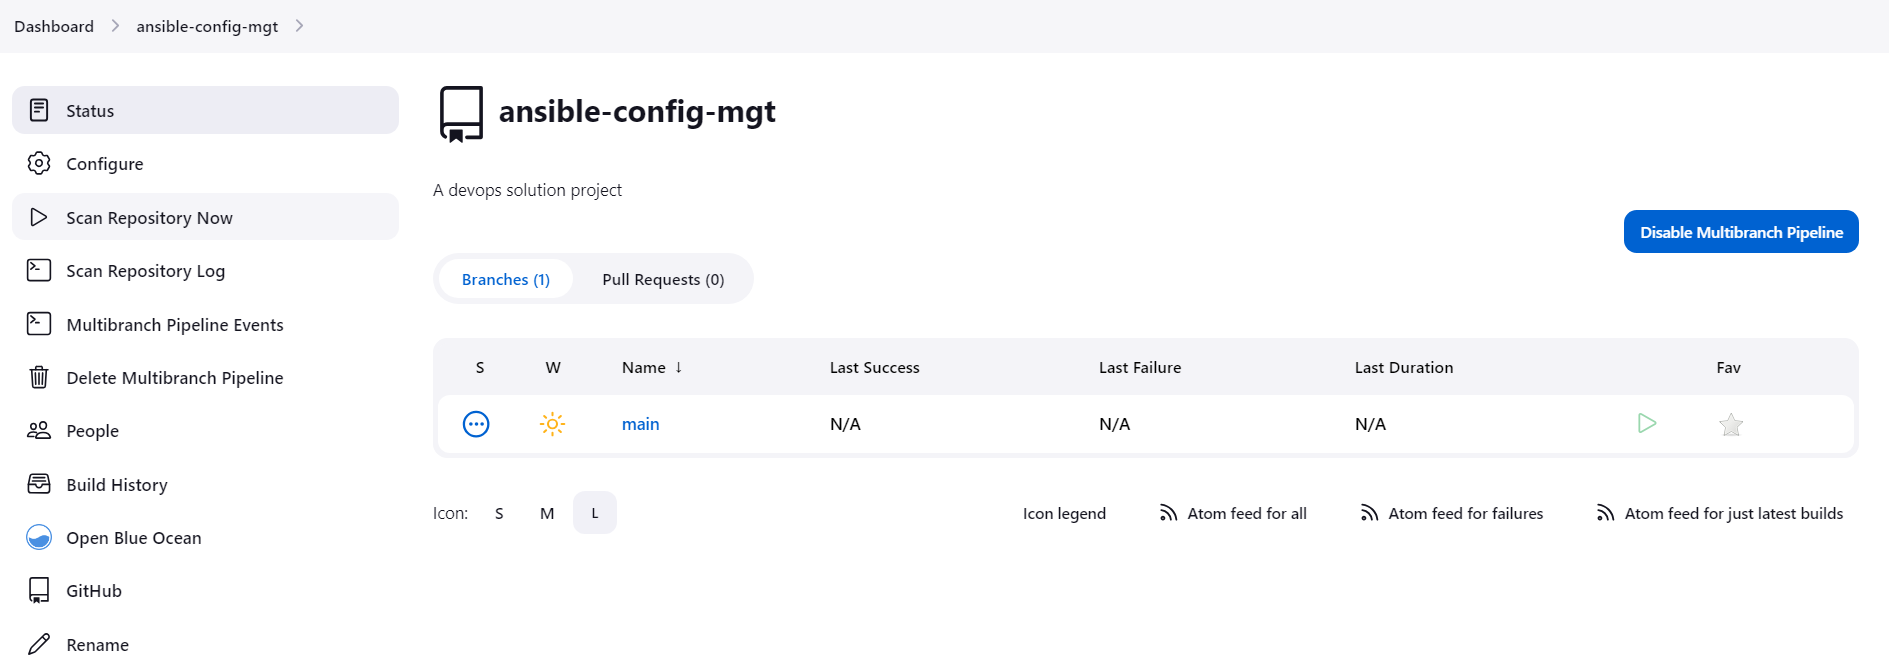 Dashboard
ansible-config-mgt
Status
Configure
Scan Repository Now
Scan Repository Log
Multibranch Pipeline Events
Delete Multibranch Pipeline
People
Build History
Open Blue Ocean
GitHub
Rename
ansible-config-mgt
A devops solution project
Disable Multibranch Pipeline
Branches (1) Pull Requests (0)
S W Name ↓ Last Success Last Failure Last Duration Fav
main N/A N/A N/A
Icon: S M L Icon legend Atom feed for all Atom feed for failures Atom feed for just latest builds